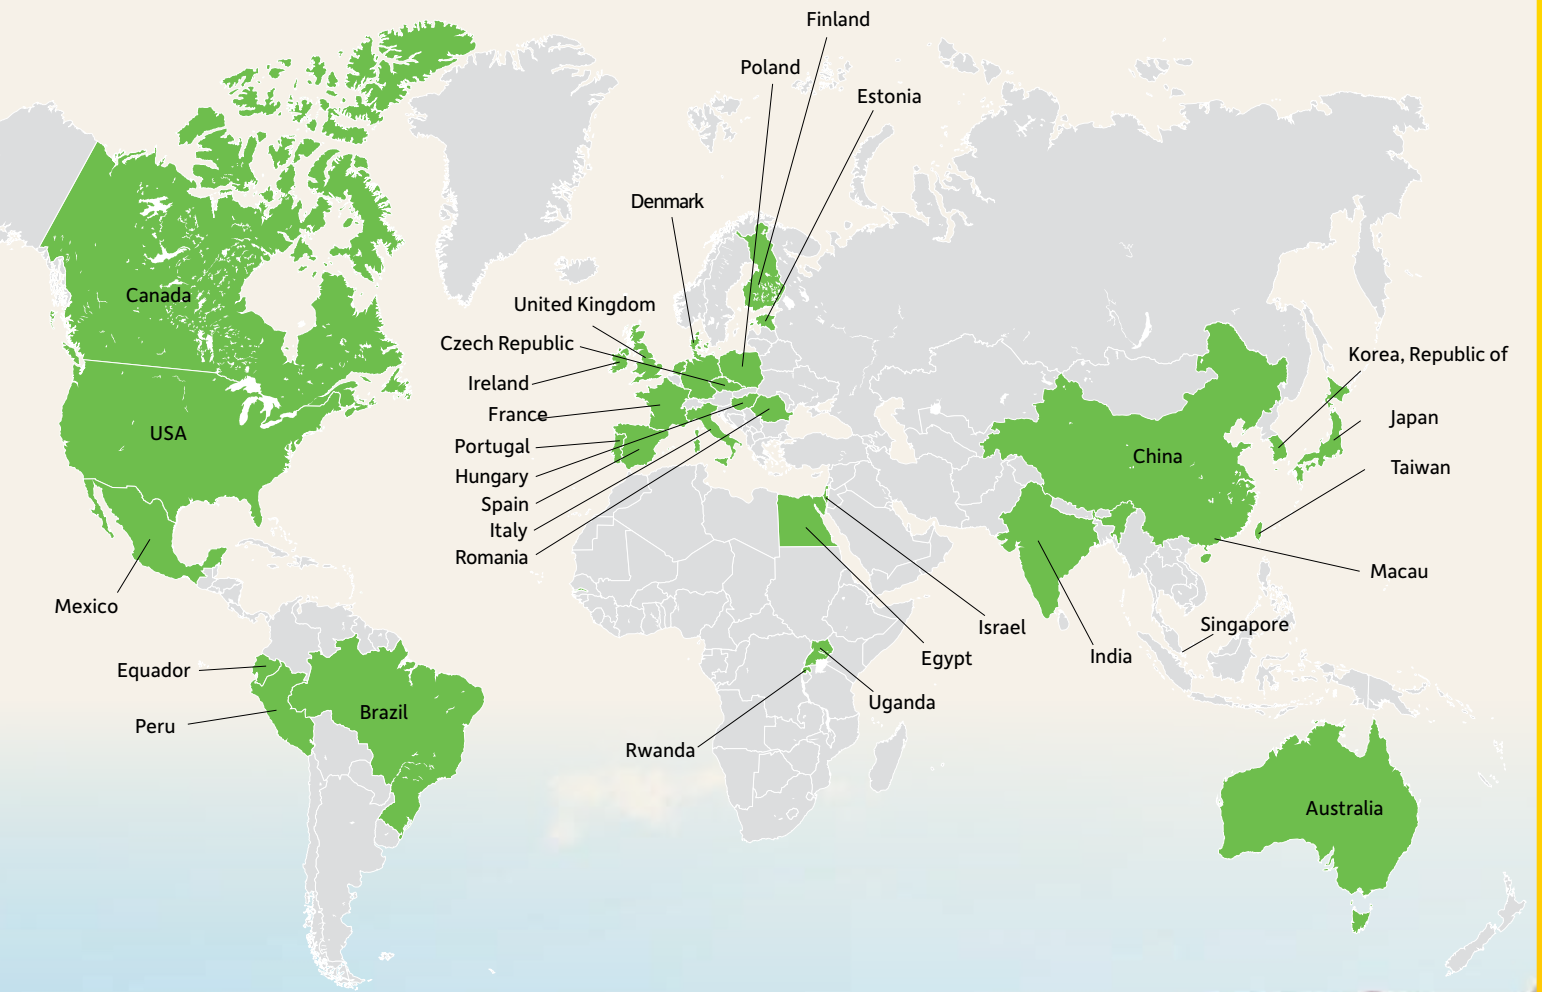 Finland
Poland
Estonia
Denmark
United Kingdom
Canada
Czech Republic
Korea, Republic of
Ireland
France
Japan
USA
Portugal
China
Taiwan
Hungary
Spain
Italy
Romania
Macau
Mexico
Singapore
Israel
India
Egypt
Equador
Uganda
Brazil
Peru
Rwanda
Australia